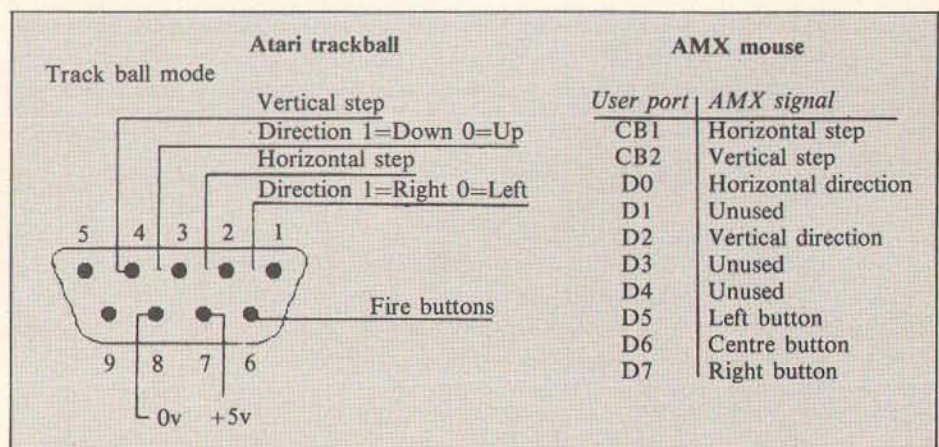 Atari trackball
Track ball mode
Vertical step
Direction 1=Down 0=Up
Horizontal step
Direction 1=Right 0=Left
5 4 3 2 1
Fire buttons
9 8 7 6
0v +5v
AMX mouse
User port AMX signal
CB1 Horizontal step
CB2 Vertical step
D0 Horizontal direction
D1 Unused
D2 Vertical direction
D3 Unused
D4 Unused
D5 Left button
D6 Centre button
D7 Right button